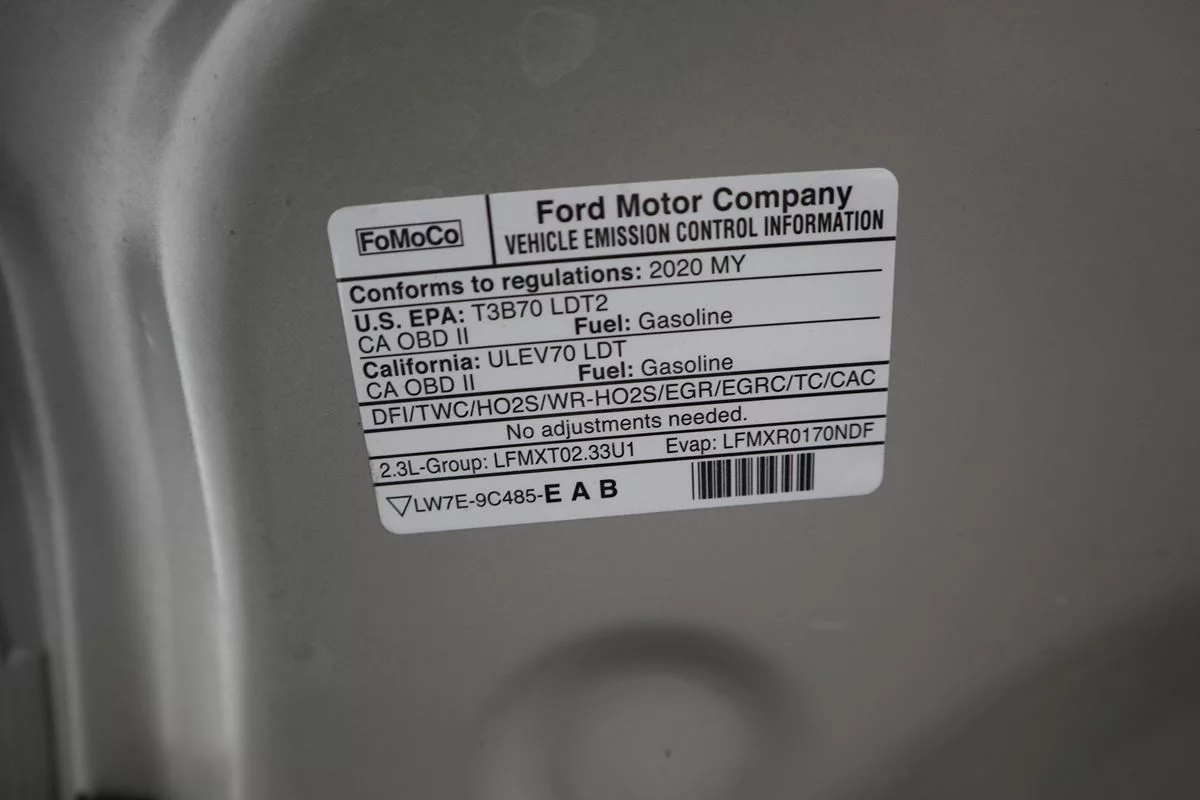 FoMoCo
Ford Motor Company
VEHICLE EMISSION CONTROL INFORMATION
Conforms to regulations: 2020 MY
U.S. EPA: T3B70 LDT2
CA OBD II Fuel: Gasoline
California: ULEV70 LDT
CA OBD II Fuel: Gasoline
DFI/TWC/HO2S/WR-HO2S/EGR/EGRC/TC/CAC
No adjustments needed.
2.3L-Group: LFMXT02.33U1 Evap: LFMXR0170NDF
LW7E-9C485-E A B